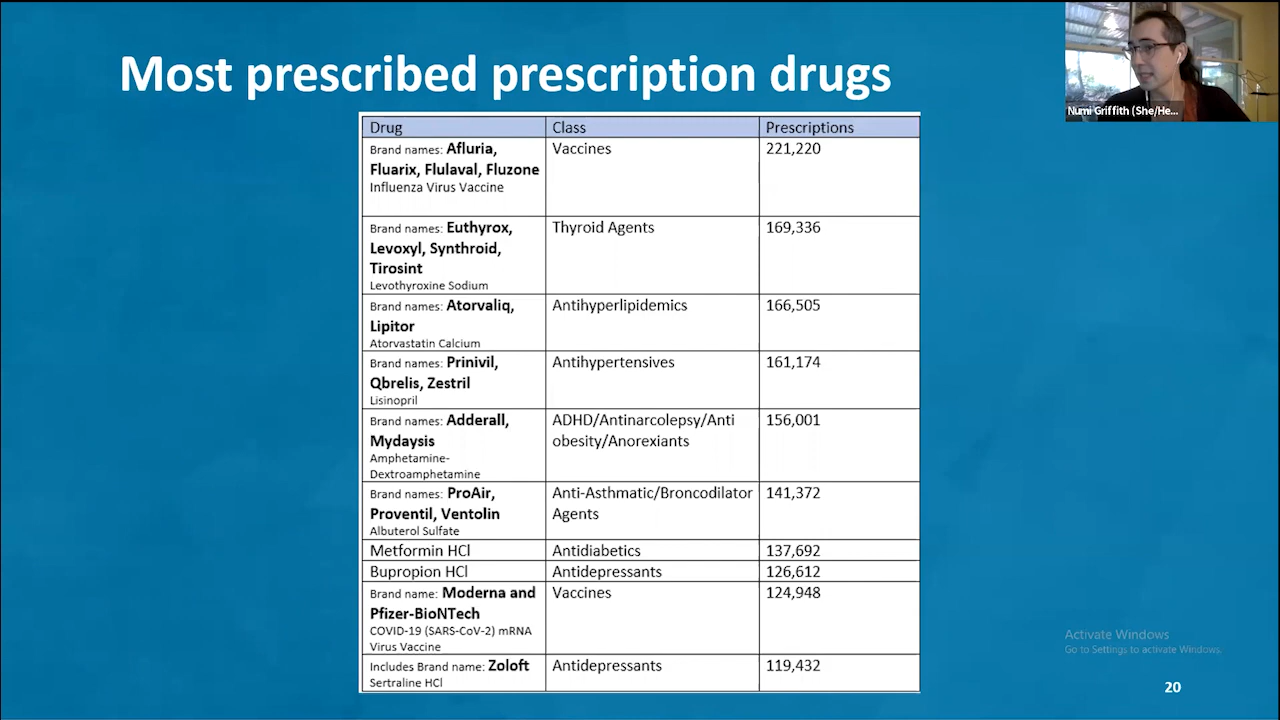 Most prescribed prescription drugs
Numi Griffith (She/He...
Drug Class Prescriptions
Brand names: Afluria, Vaccines 221,220
Fluarix, Flulaval, Fluzone
Influenza Virus Vaccine
Brand names: Euthyrox, Thyroid Agents 169,336
Levoxyl, Synthroid,
Tirosint
Levothyroxine Sodium
Brand names: Atorvaliq, Antihyperlipidemics 166,505
Lipitor
Atorvastatin Calcium
Brand names: Prinivil, Antihypertensives 161,174
Qbrelis, Zestril
Lisinopril
Brand names: Adderall, ADHD/Antinarcolepsy/Anti 156,001
Mydaysis obesity/Anorexiants
Amphetamine-
Dextroamphetamine
Brand names: ProAir, Anti-Asthmatic/Broncodilator 141,372
Proventil, Ventolin Agents
Albuterol Sulfate
Metformin HCl Antidiabetics 137,692
Bupropion HCl Antidepressants 126,612
Brand name: Moderna and Vaccines 124,948
Pfizer-BioNTech
COVID-19 (SARS-CoV-2) mRNA
Virus Vaccine
Includes Brand name: Zoloft Antidepressants 119,432
Sertraline HCl
Activate Windows
Go to Settings to activate Windows.
20